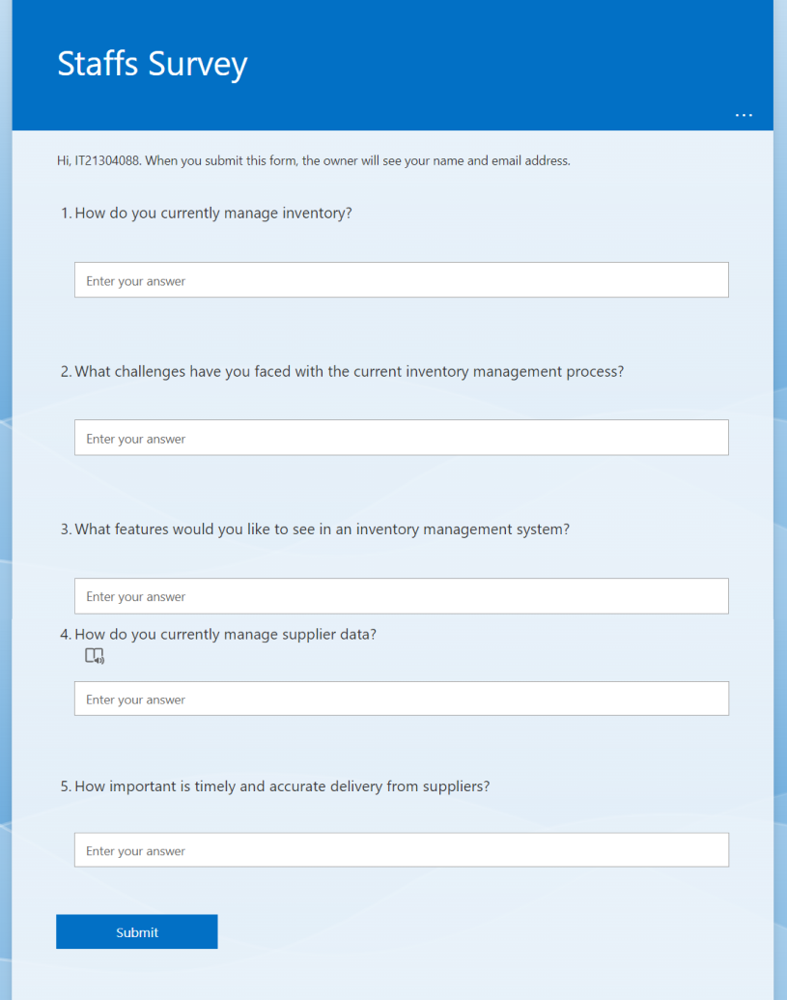 Staffs Survey
...
Hi, IT21304088. When you submit this form, the owner will see your name and email address.
1. How do you currently manage inventory?
Enter your answer
2. What challenges have you faced with the current inventory management process?
Enter your answer
3. What features would you like to see in an inventory management system?
Enter your answer
4. How do you currently manage supplier data?
Enter your answer
5. How important is timely and accurate delivery from suppliers?
Enter your answer
Submit